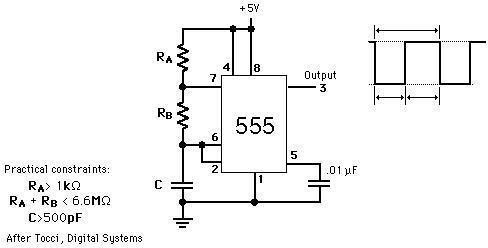 +5V
RA
4
8
7
Output
3
RB
555
6
2
5
.01 µF
1
C
Practical constraints:
RA> 1kΩ
RA + RB < 6.6MΩ
C>500pF
After Tocci, Digital Systems